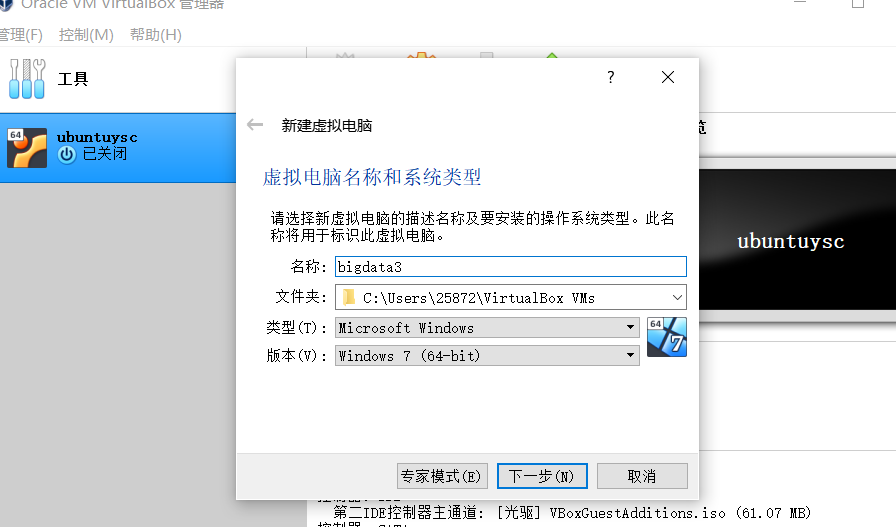 Oracle VM VirtualBox 管理器
管理(F) 控制(M) 帮助(H)
工具
64
ubuntuysc
已关闭
?
新建虚拟电脑
虚拟电脑名称和系统类型
请选择新虚拟电脑的描述名称及要安装的操作系统类型。此名
称将用于标识此虚拟电脑。
名称: bigdata3
文件夹: C:\Users\25872\VirtualBox VMs
类型(T): Microsoft Windows
版本(V): Windows 7 (64-bit)
64
7
专家模式(E) 下一步(N) 取消
览
ubuntuysc
第二IDE控制器主通道: [光驱] VBoxGuestAdditions.iso (61.07 MB)